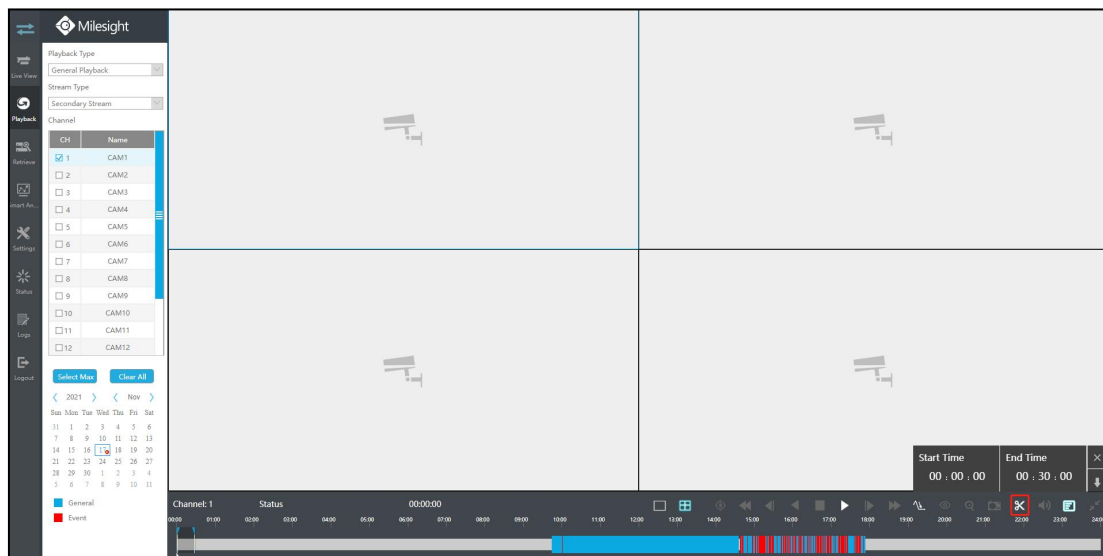 Milesight
Live View
Playback
Retrieve
Smart An...
Settings
Status
Logs
Logout
Playback Type
General Playback
Stream Type
Secondary Stream
Channel
CH Name
1 CAM1
2 CAM2
3 CAM3
4 CAM4
5 CAM5
6 CAM6
7 CAM7
8 CAM8
9 CAM9
10 CAM10
11 CAM11
12 CAM12
Select Max Clear All
2021 Nov
Sun Mon Tue Wed Thu Fri Sat
31 1 2 3 4 5 6
7 8 9 10 11 12 13
14 15 16 17 18 19 20
21 22 23 24 25 26 27
28 29 30 1 2 3 4
5 6 7 8 9 10 11
General
Event
Start Time End Time
00 : 00 : 00 00 : 30 : 00
Channel: 1 Status 00:00:00
00:00 01:00 02:00 03:00 04:00 05:00 06:00 07:00 08:00 09:00 10:00 11:00 12:00 13:00 14:00 15:00 16:00 17:00 18:00 19:00 20:00 21:00 22:00 23:00 24:00